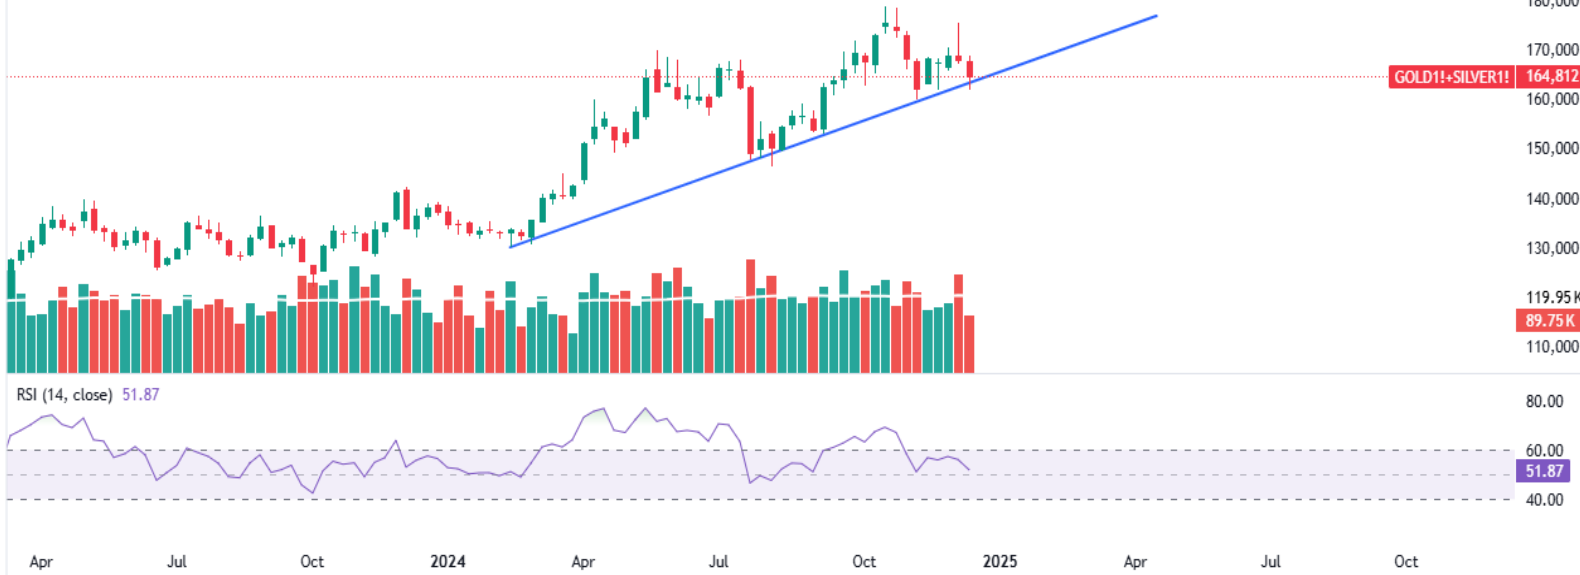 180,000
170,000
GOLD1!+SILVER1! 164,812
160,000
150,000
140,000
130,000
119.95K
89.75K
110,000
RSI (14, close) 51.87
80.00
60.00
51.87
40.00
Apr Jul Oct 2024 Apr Jul Oct 2025 Apr Jul Oct